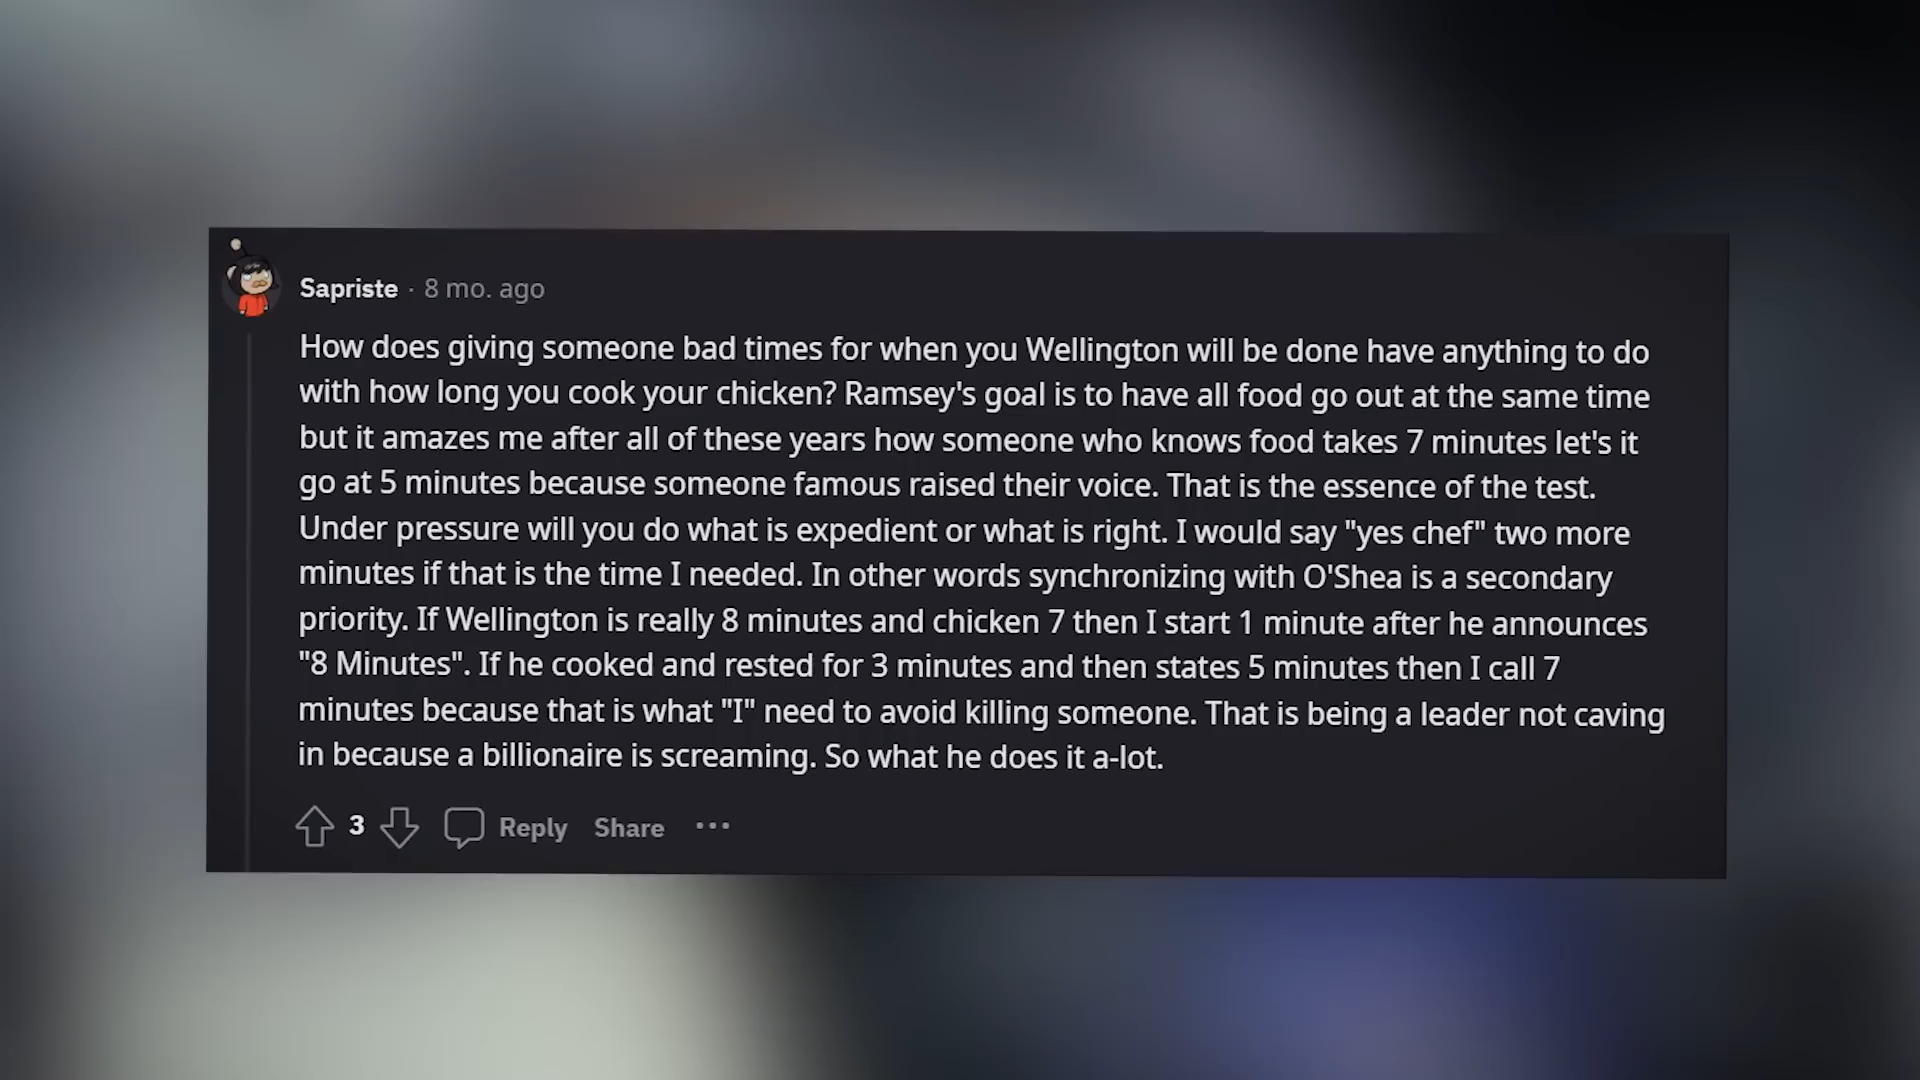 Sapriste · 8 mo. ago
How does giving someone bad times for when you Wellington will be done have anything to do
with how long you cook your chicken? Ramsey's goal is to have all food go out at the same time
but it amazes me after all of these years how someone who knows food takes 7 minutes let's it
go at 5 minutes because someone famous raised their voice. That is the essence of the test.
Under pressure will you do what is expedient or what is right. I would say "yes chef" two more
minutes if that is the time I needed. In other words synchronizing with O'Shea is a secondary
priority. If Wellington is really 8 minutes and chicken 7 then I start 1 minute after he announces
"8 Minutes". If he cooked and rested for 3 minutes and then states 5 minutes then I call 7
minutes because that is what "I" need to avoid killing someone. That is being a leader not caving
in because a billionaire is screaming. So what he does it a-lot.
3 Reply Share ···